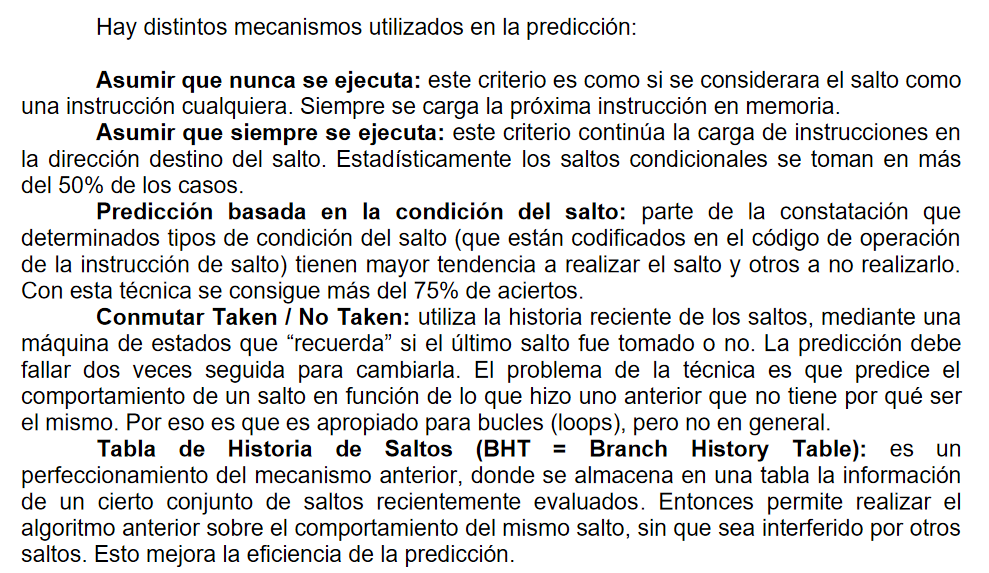 Hay distintos mecanismos utilizados en la predicción:
Asumir que nunca se ejecuta: este criterio es como si se considerara el salto como
una instrucción cualquiera. Siempre se carga la próxima instrucción en memoria.
Asumir que siempre se ejecuta: este criterio continúa la carga de instrucciones en
la dirección destino del salto. Estadísticamente los saltos condicionales se toman en más
del 50% de los casos.
Predicción basada en la condición del salto: parte de la constatación que
determinados tipos de condición del salto (que están codificados en el código de operación
de la instrucción de salto) tienen mayor tendencia a realizar el salto y otros a no realizarlo.
Con esta técnica se consigue más del 75% de aciertos.
Conmutar Taken / No Taken: utiliza la historia reciente de los saltos, mediante una
máquina de estados que “recuerda” si el último salto fue tomado o no. La predicción debe
fallar dos veces seguida para cambiarla. El problema de la técnica es que predice el
comportamiento de un salto en función de lo que hizo uno anterior que no tiene por qué ser
el mismo. Por eso es que es apropiado para bucles (loops), pero no en general.
Tabla de Historia de Saltos (BHT = Branch History Table): es un
perfeccionamiento del mecanismo anterior, donde se almacena en una tabla la información
de un cierto conjunto de saltos recientemente evaluados. Entonces permite realizar el
algoritmo anterior sobre el comportamiento del mismo salto, sin que sea interferido por otros
saltos. Esto mejora la eficiencia de la predicción.